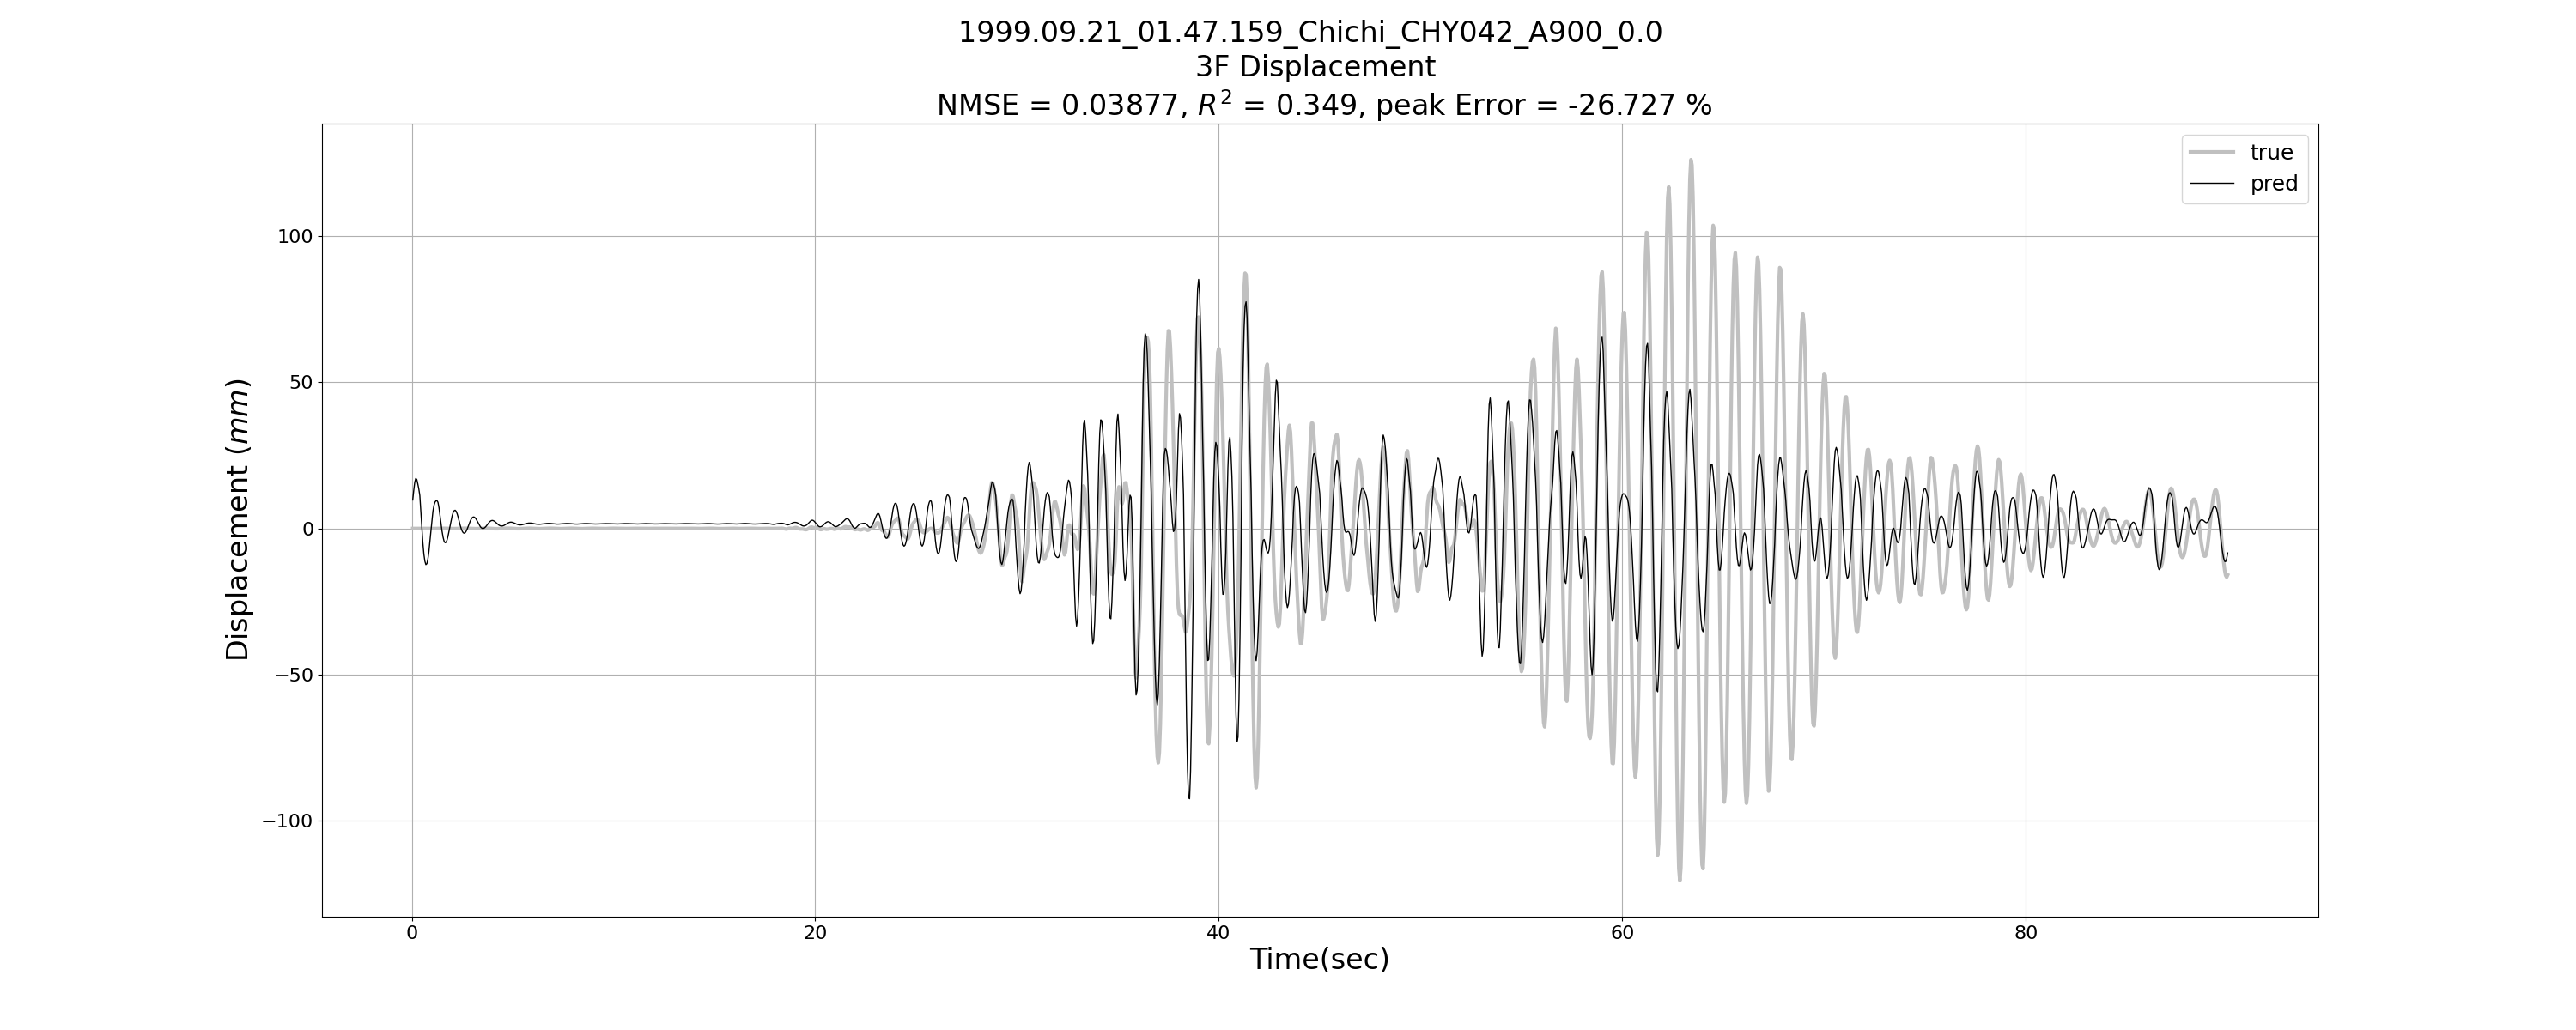 1999.09.21_01.47.159_Chichi_CHY042_A900_0.0
3F Displacement
NMSE = 0.03877, R² = 0.349, peak Error = -26.727 %
true
pred
100
50
0
−50
−100
Displacement (mm)
0 20 40 60 80
Time(sec)